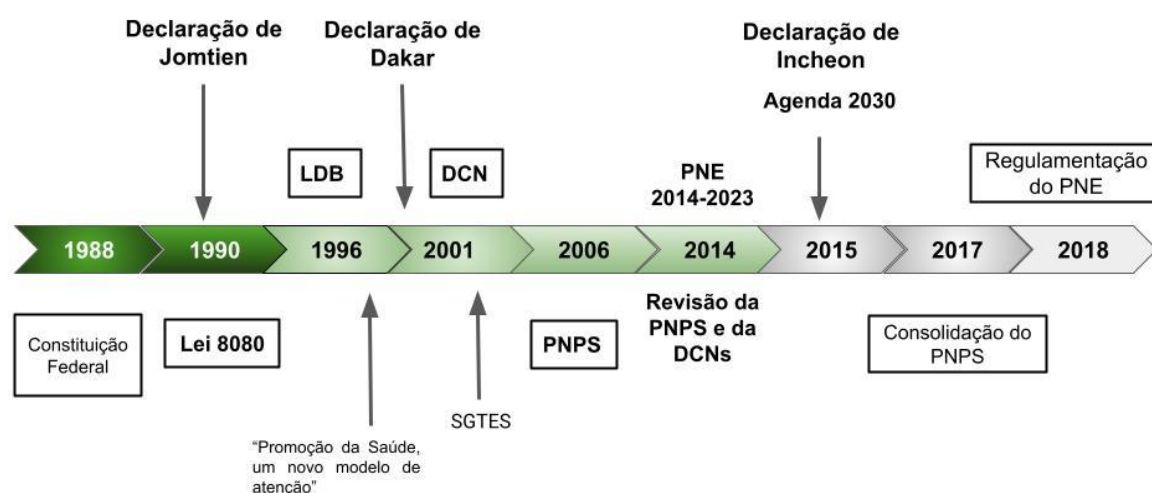 Declaração de
Jomtien
Declaração de
Dakar
Declaração de
Incheon
Agenda 2030
LDB
DCN
PNE
2014-2023
Regulamentação
do PNE
1988
1990
1996
2001
2006
2014
2015
2017
2018
Constituição
Federal
Lei 8080
“Promoção da Saúde,
um novo modelo de
atenção”
SGTES
PNPS
Revisão da
PNPS e da
DCNs
Consolidação do
PNPS